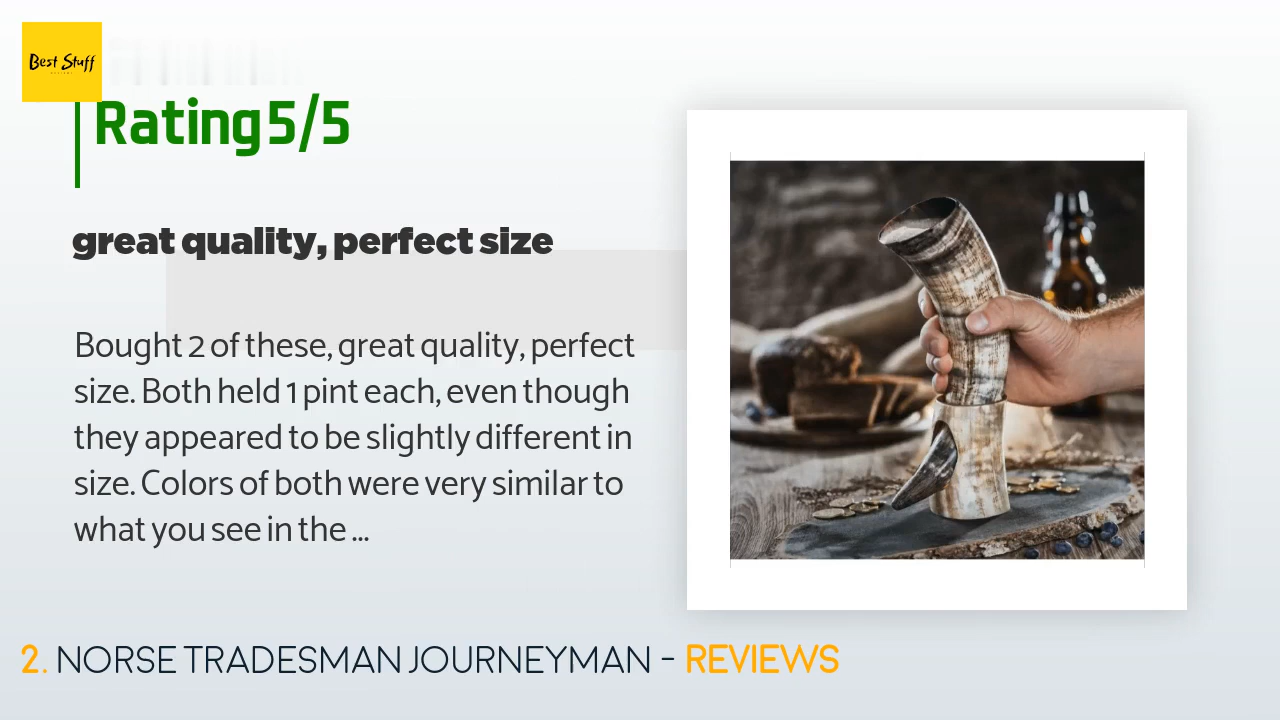 Best Stuff
Rating 5/5
great quality, perfect size
Bought 2 of these, great quality, perfect
size. Both held 1 pint each, even though
they appeared to be slightly different in
size. Colors of both were very similar to
what you see in the ...
2. NORSE TRADESMAN JOURNEYMAN - REVIEWS